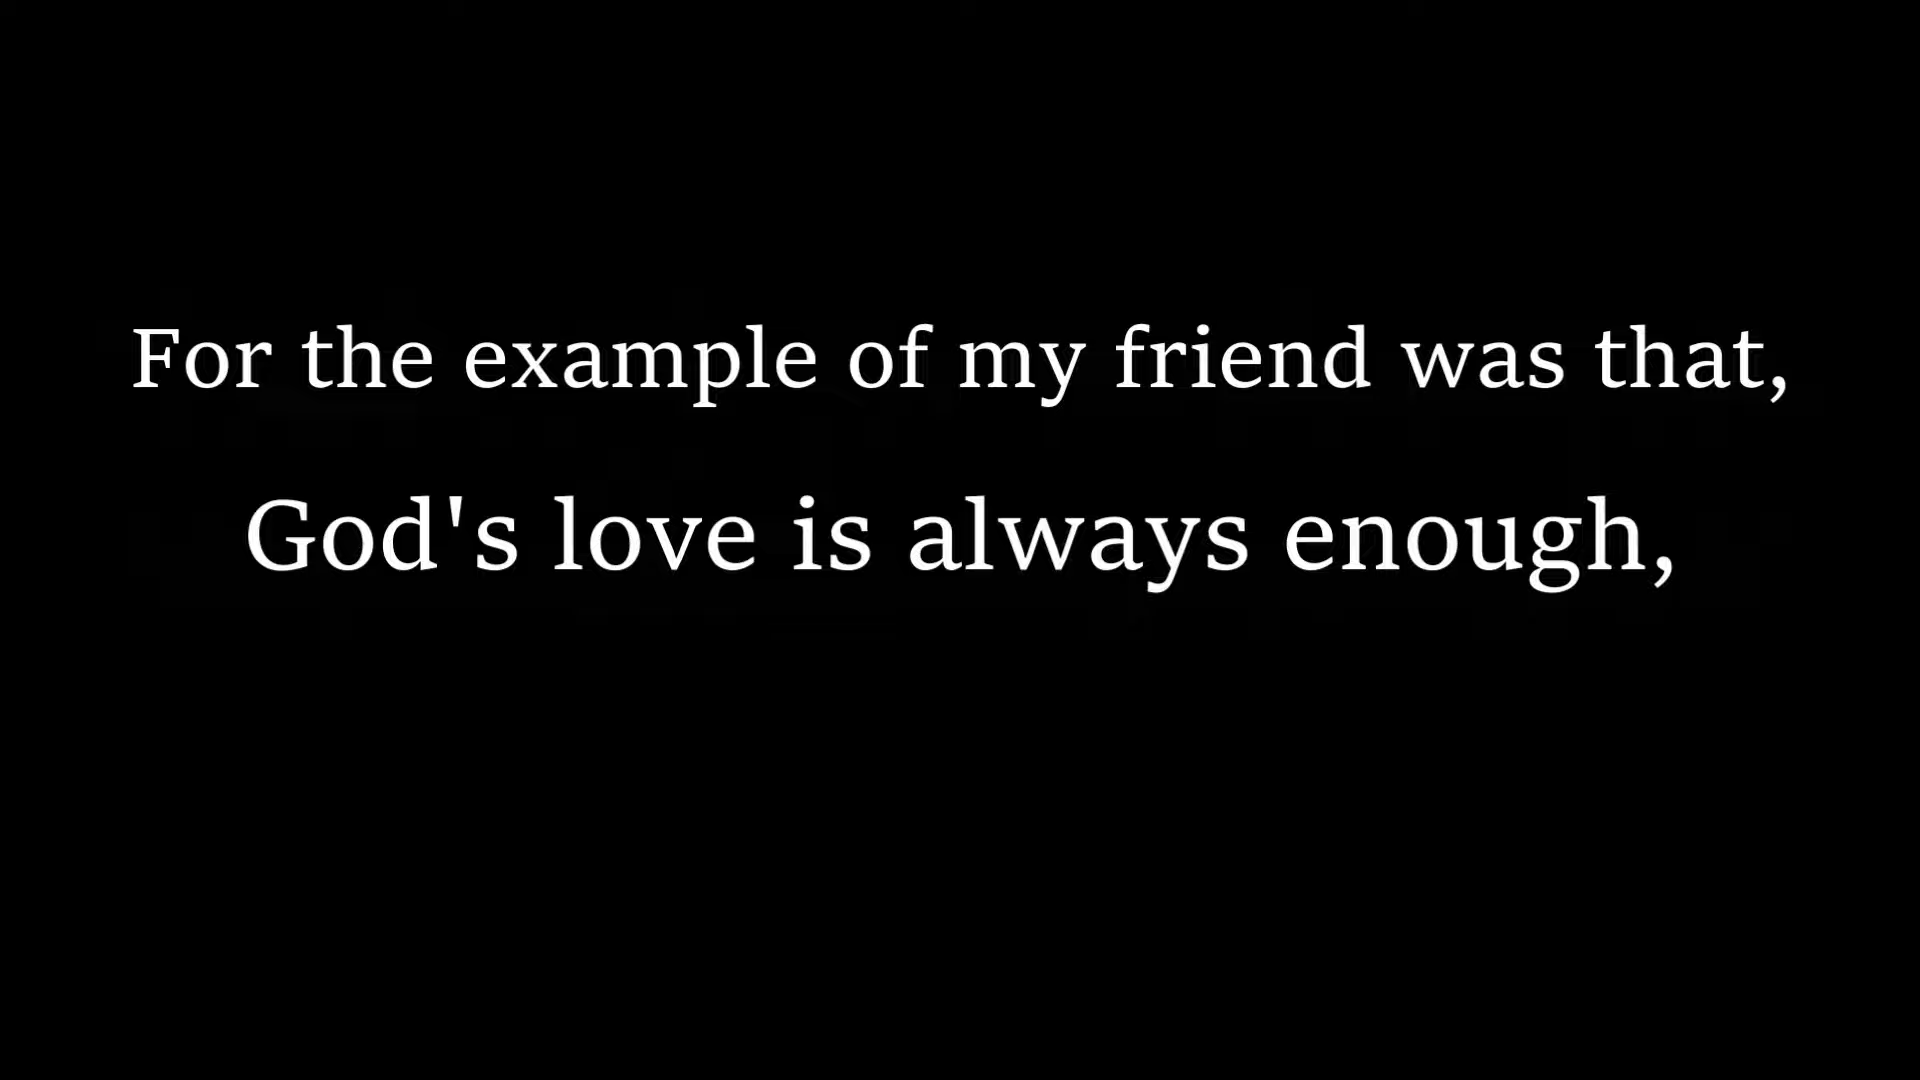 For the example of my friend was that,
God's love is always enough,